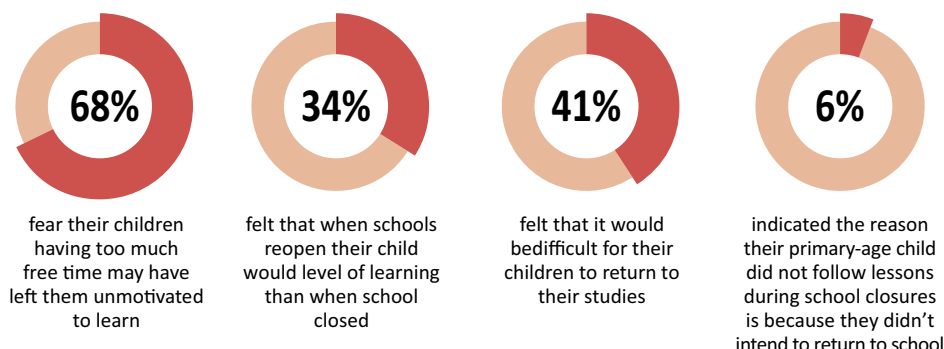 68%
fear their children
having too much
free time may have
left them unmotivated
to learn
34%
felt that when schools
reopen their child
would level of learning
than when school
closed
41%
felt that it would
bedifficult for their
children to return to
their studies
6%
indicated the reason
their primary-age child
did not follow lessons
during school closures
is because they didn’t
intend to return to school